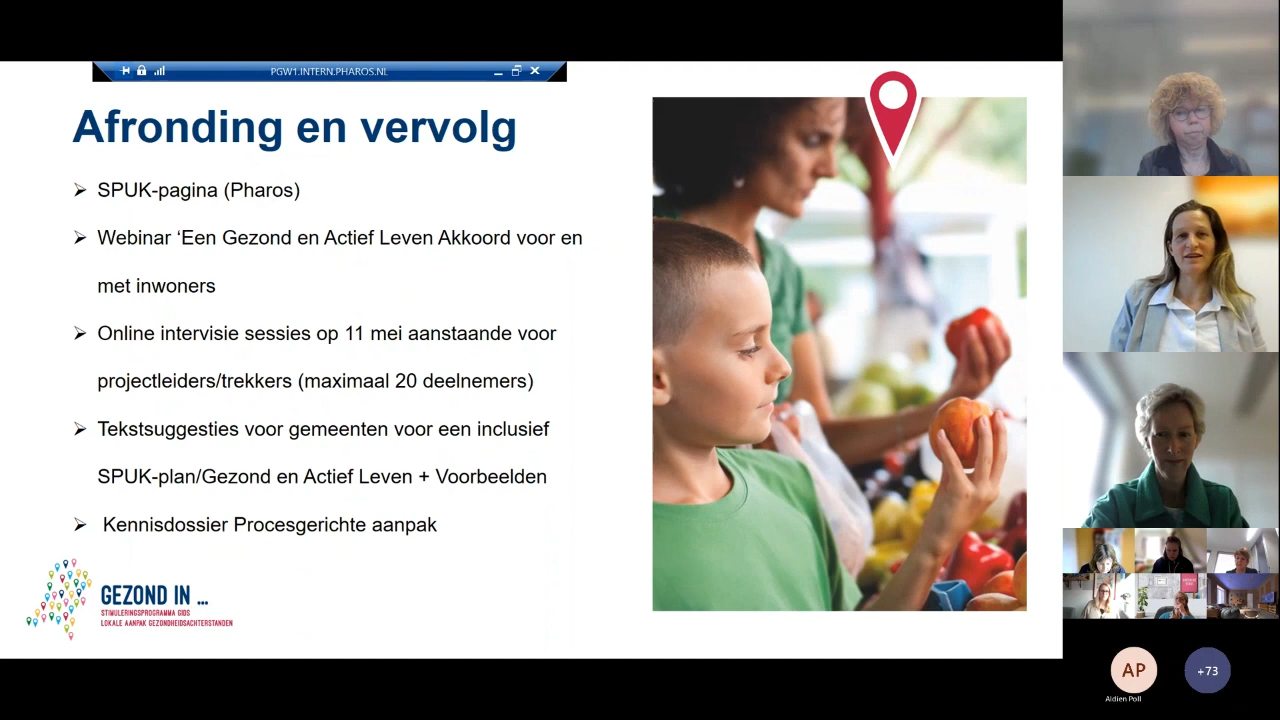 PGW1.INTERN.PHAROS.NL
Afronding en vervolg
SPUK-pagina (Pharos)
Webinar ‘Een Gezond en Actief Leven Akkoord voor en
met inwoners
Online intervisie sessies op 11 mei aanstaande voor
projectleiders/trekkers (maximaal 20 deelnemers)
Tekstsuggesties voor gemeenten voor een inclusief
SPUK-plan/Gezond en Actief Leven + Voorbeelden
Kennisdossier Procesgerichte aanpak
GEZOND IN ...
STIMULERINGSPROGRAMMA GIDS
LOKALE AANPAK GEZONDHEIDSACHTERSTANDEN
AP
+73
Aldien Poll